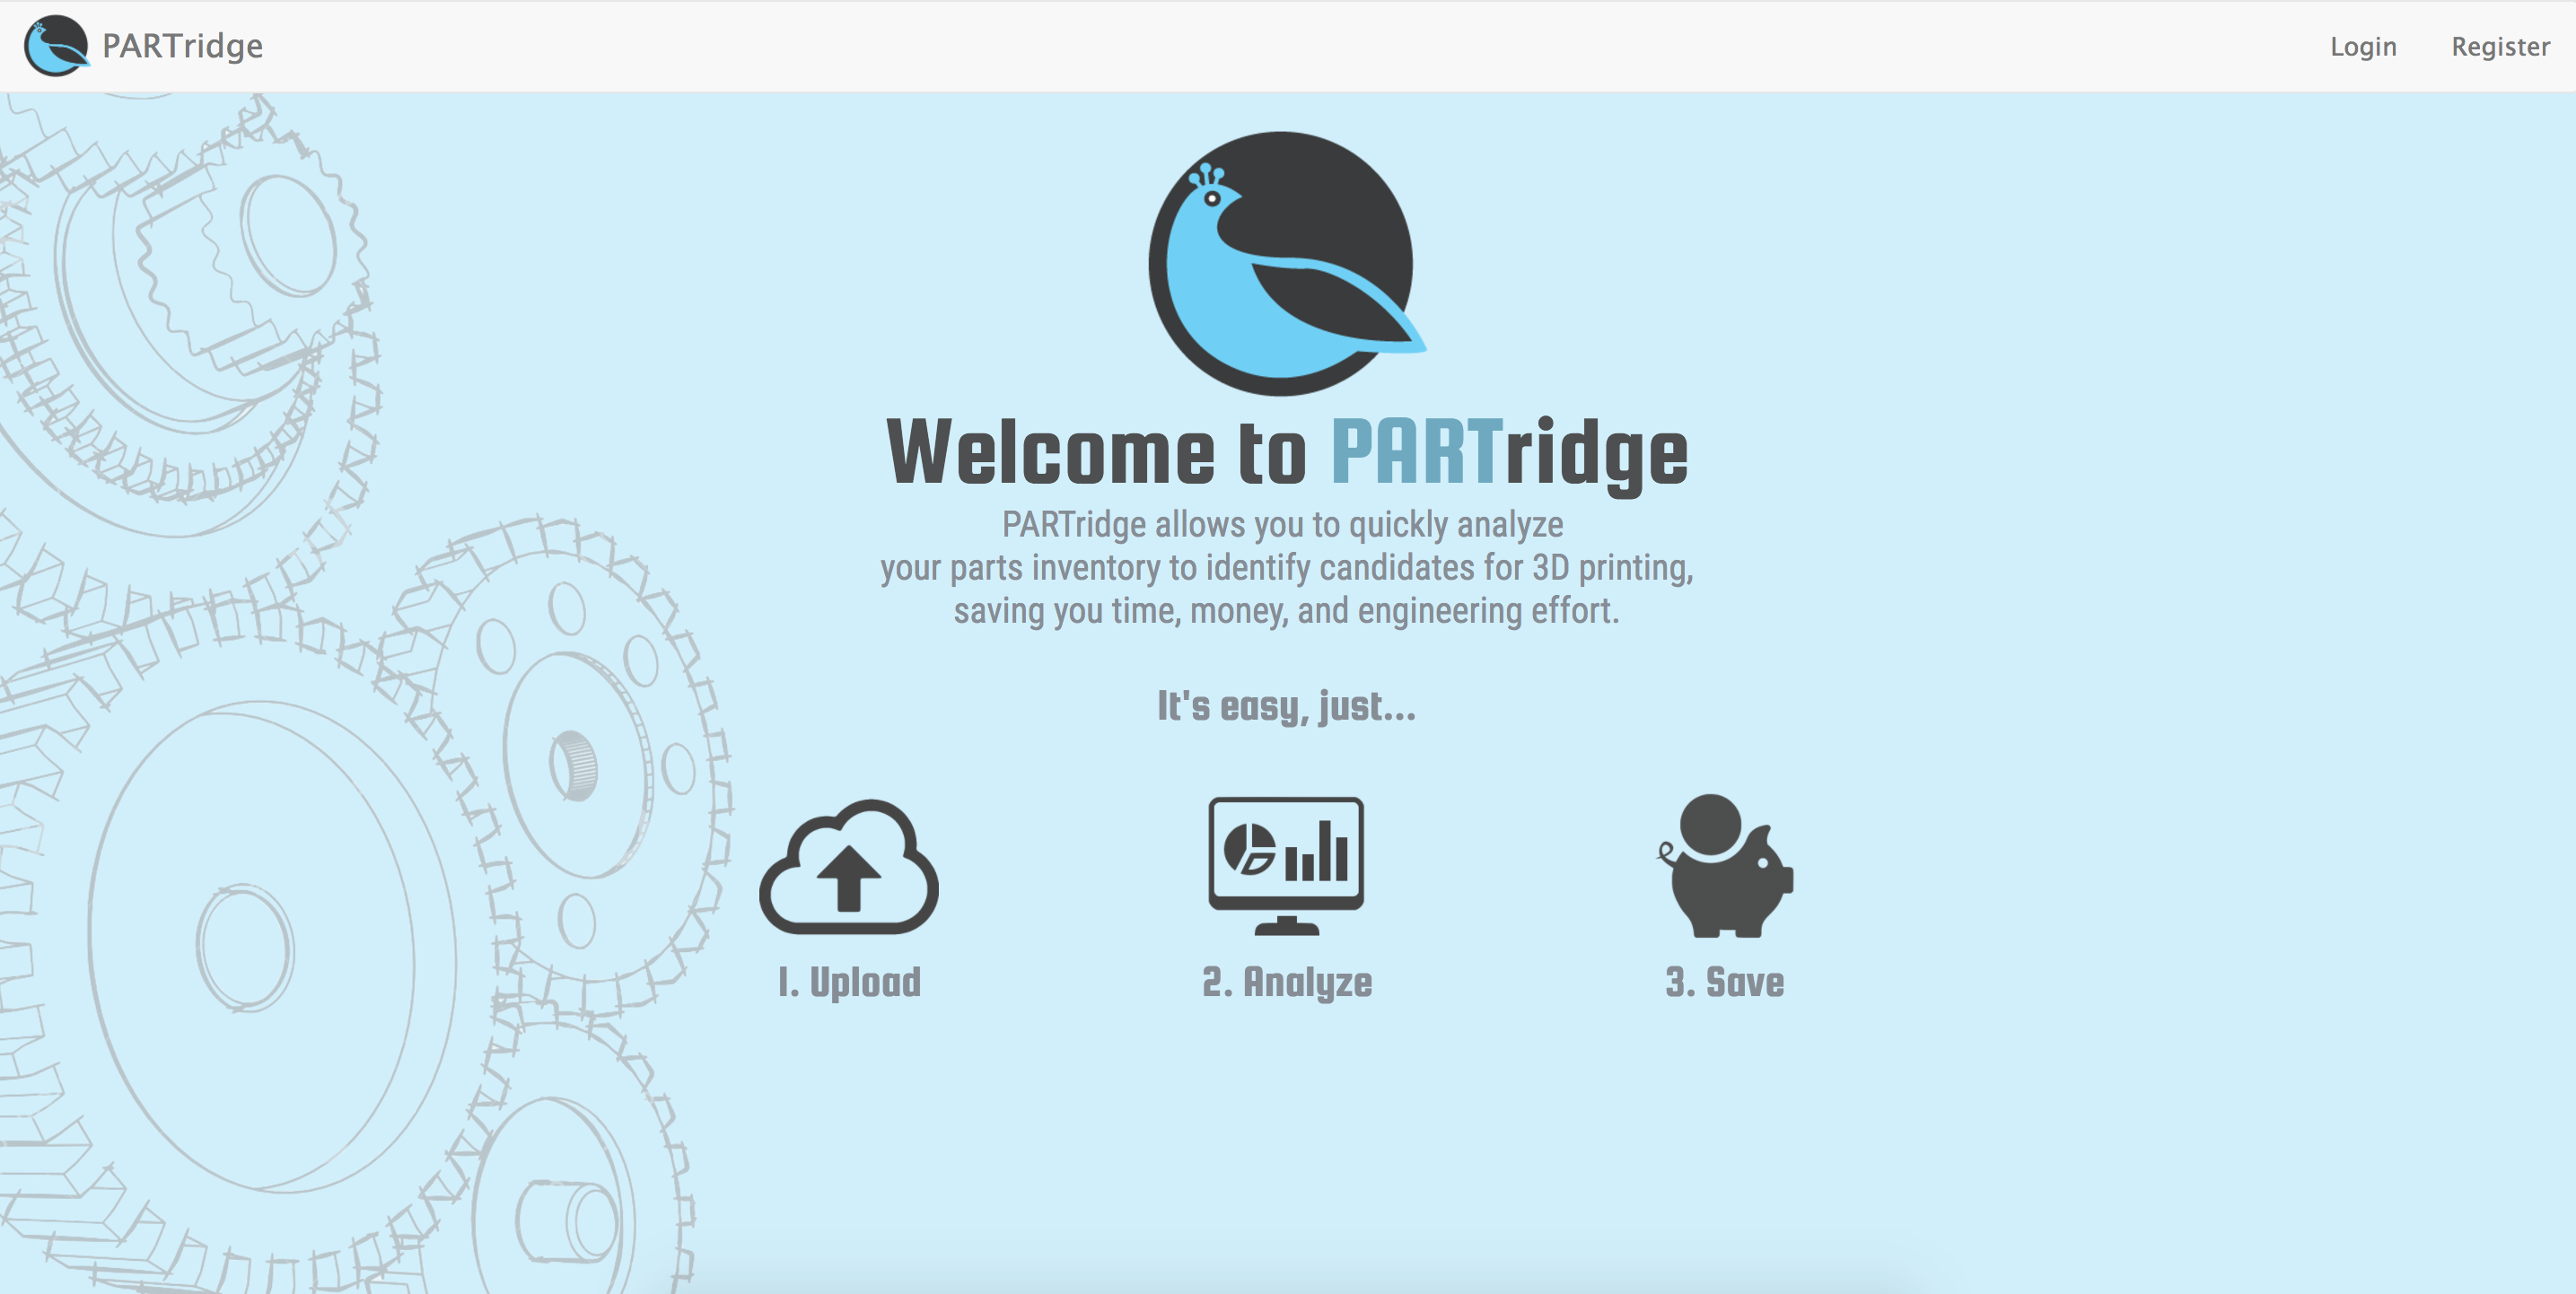 PARTridge
Login
Register
Welcome to PARTridge
PARTridge allows you to quickly analyze
your parts inventory to identify candidates for 3D printing,
saving you time, money, and engineering effort.
It's easy, just...
1. Upload
2. Analyze
3. Save